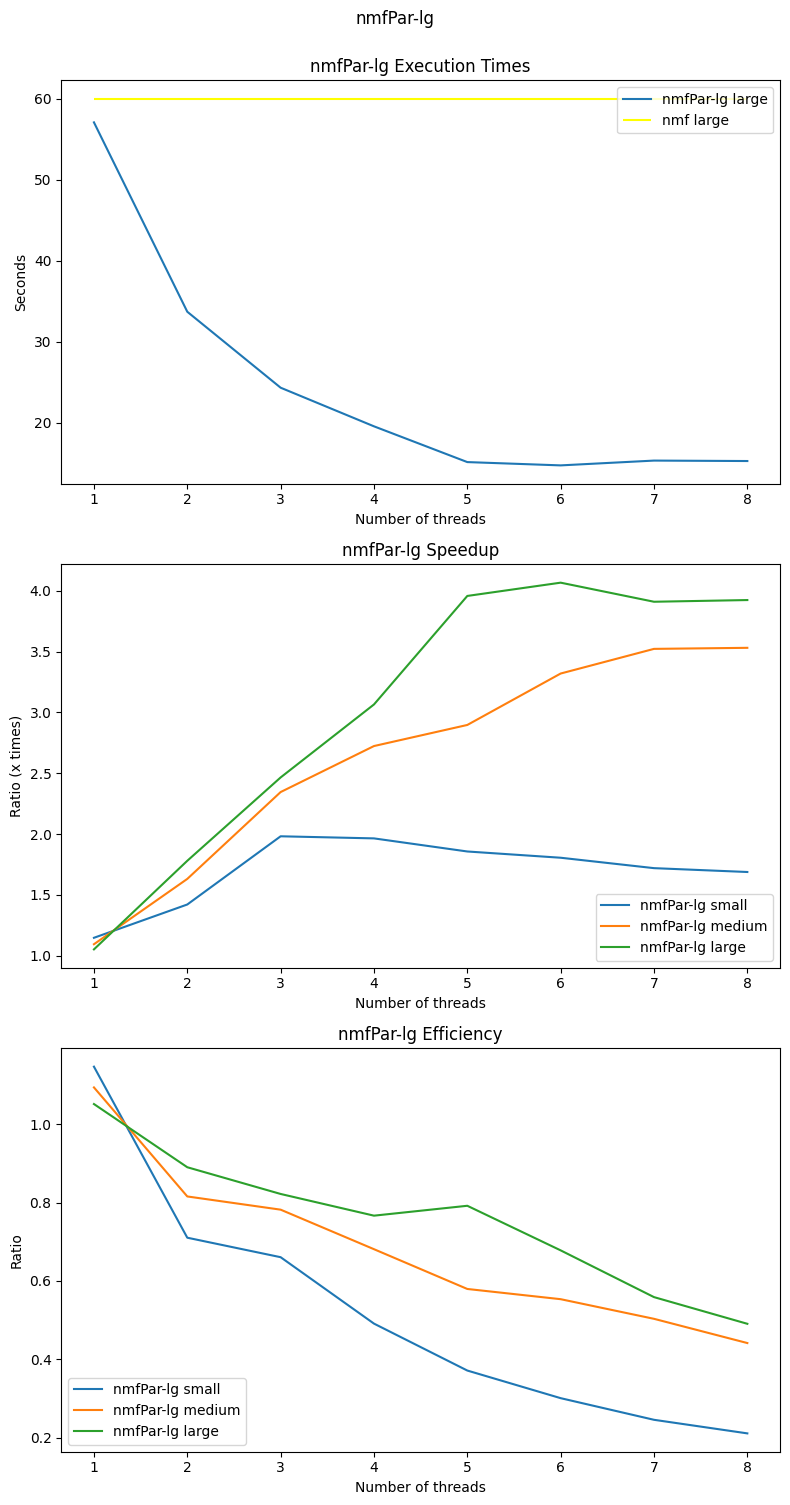 nmfPar-lg
nmfPar-lg Execution Times
60
50
40
30
20
Seconds
nmfPar-lg large
nmf large
1 2 3 4 5 6 7 8
Number of threads
nmfPar-lg Speedup
4.0
3.5
3.0
2.5
2.0
1.5
1.0
Ratio (x times)
nmfPar-lg small
nmfPar-lg medium
nmfPar-lg large
1 2 3 4 5 6 7 8
Number of threads
nmfPar-lg Efficiency
1.0
0.8
0.6
0.4
0.2
Ratio
nmfPar-lg small
nmfPar-lg medium
nmfPar-lg large
1 2 3 4 5 6 7 8
Number of threads